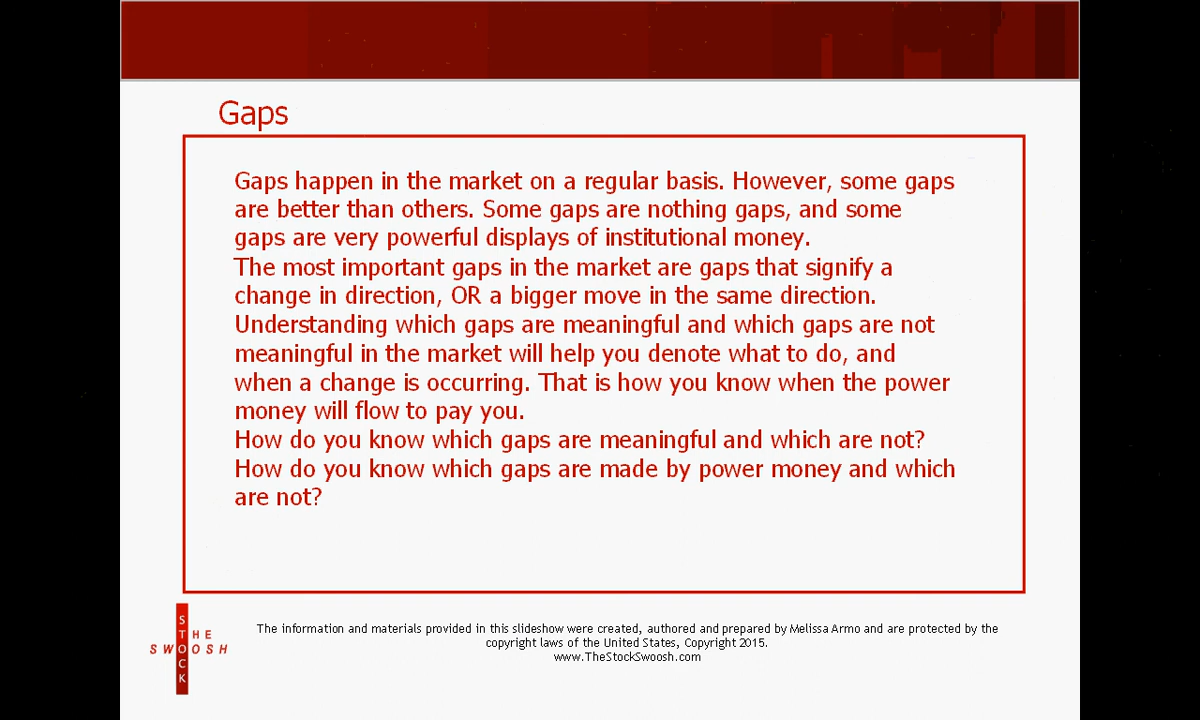 Gaps
Gaps happen in the market on a regular basis. However, some gaps
are better than others. Some gaps are nothing gaps, and some
gaps are very powerful displays of institutional money.
The most important gaps in the market are gaps that signify a
change in direction, OR a bigger move in the same direction.
Understanding which gaps are meaningful and which gaps are not
meaningful in the market will help you denote what to do, and
when a change is occurring. That is how you know when the power
money will flow to pay you.
How do you know which gaps are meaningful and which are not?
How do you know which gaps are made by power money and which
are not?
THE
STOCK
SWOOSH
The information and materials provided in this slideshow were created, authored and prepared by Melissa Armo and are protected by the
copyright laws of the United States, Copyright 2015.
www.TheStockSwoosh.com